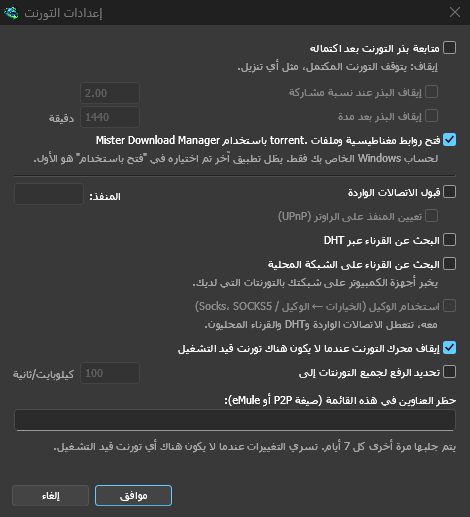 إعدادات التورنت
متابعة بذر التورنت بعد اكتماله
إيقاف: يتوقف التورنت المكتمل، مثل أي تنزيل.
إيقاف البذر عند نسبة مشاركة 2.00
إيقاف البذر بعد مدة 1440 دقيقة
فتح روابط مغناطيسية وملفات .torrent باستخدام Mister Download Manager
لحساب Windows الخاص بك فقط. يظل تطبيق آخر تم اختياره في "فتح باستخدام" هو الأول.
قبول الاتصالات الواردة المنفذ:
تعيين المنفذ على الراوتر (UPnP)
البحث عن القرناء عبر DHT
البحث عن القرناء على الشبكة المحلية
يخبر أجهزة الكمبيوتر على شبكتك بالتورنتات التي لديك.
استخدام الوكيل (الخيارات ← الوكيل / Socks، SOCKS5)
معه، تتعطل الاتصالات الواردة وDHT والقرناء المحليون.
إيقاف محرك التورنت عندما لا يكون هناك تورنت قيد التشغيل
تحديد الرفع لجميع التورنتات إلى 100 كيلوبايت/ثانية
حظر العناوين في هذه القائمة (صيغة P2P أو eMule):
يتم جلبها مرة أخرى كل 7 أيام. تسري التغييرات عندما لا يكون هناك أي تورنت قيد التشغيل.
موافق
إلغاء